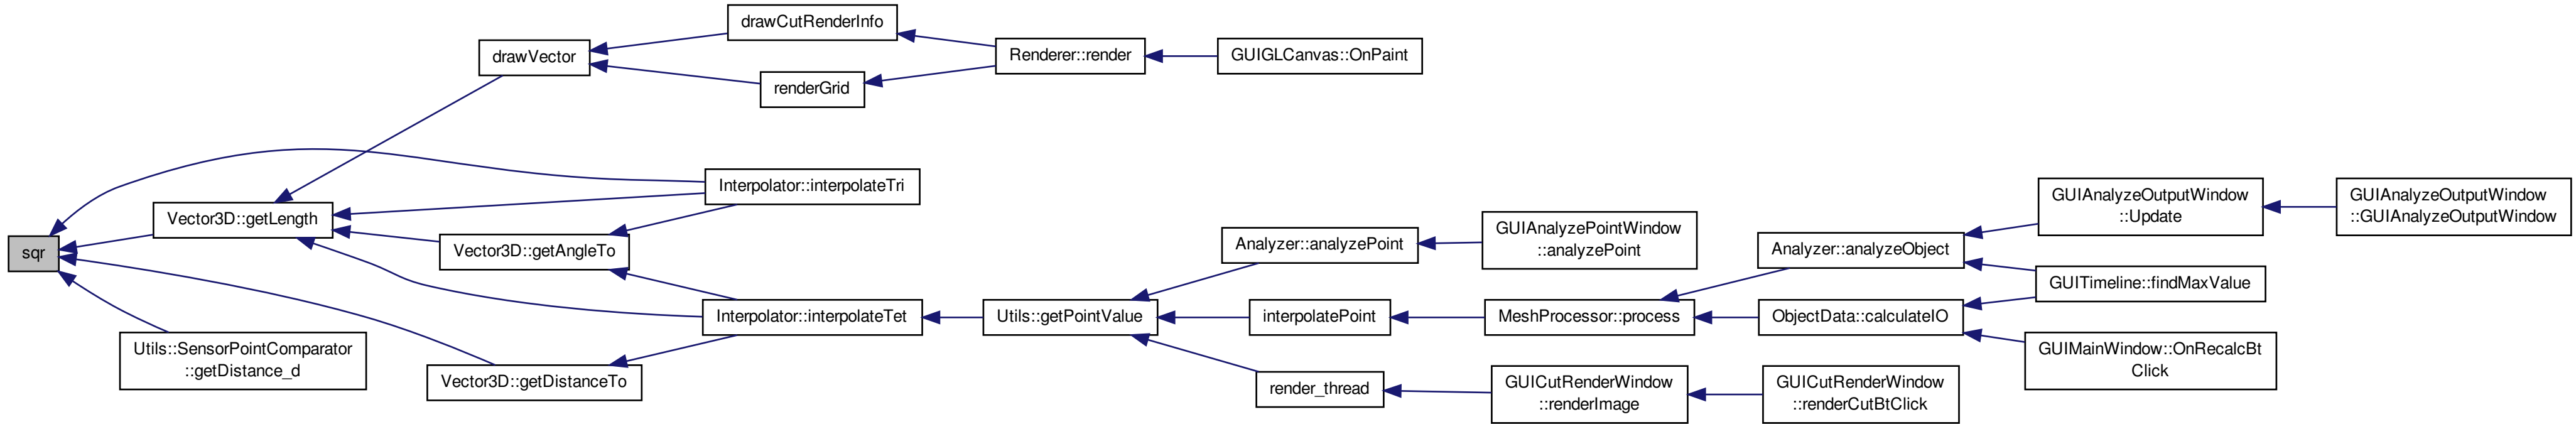 sqr
Vector3D::getLength
drawVector
drawCutRenderInfo
Renderer::render
GUIGLCanvas::OnPaint
renderGrid
Interpolator::interpolateTri
Vector3D::getAngleTo
Interpolator::interpolateTet
Utils::getPointValue
Analyzer::analyzePoint
GUIAnalyzePointWindow
::analyzePoint
interpolatePoint
MeshProcessor::process
Analyzer::analyzeObject
GUIAnalyzeOutputWindow
::Update
GUIAnalyzeOutputWindow
::GUIAnalyzeOutputWindow
GUITimeline::findMaxValue
ObjectData::calculateIO
GUIMainWindow::OnRecalcBt
Click
render_thread
GUICutRenderWindow
::renderImage
GUICutRenderWindow
::renderCutBtClick
Vector3D::getDistanceTo
Utils::SensorPointComparator
::getDistance_d